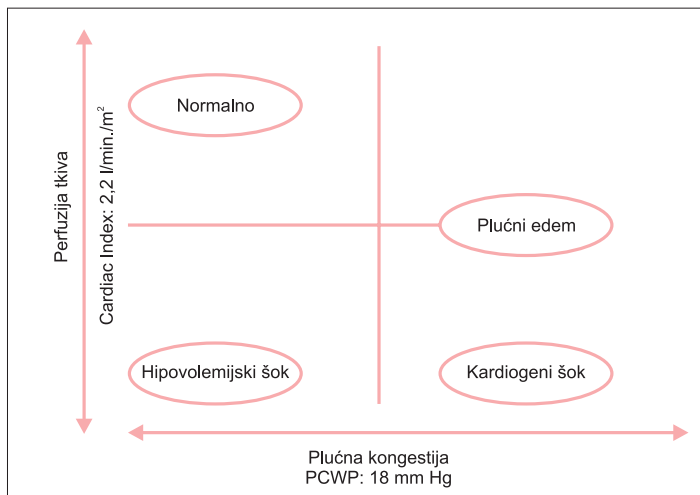 Perfuzija tkiva
Cardiac Index: 2,2 l/min./m²
Normalno
Plućni edem
Hipovolemijski šok
Kardiogeni šok
Plućna kongestija
PCWP: 18 mm Hg